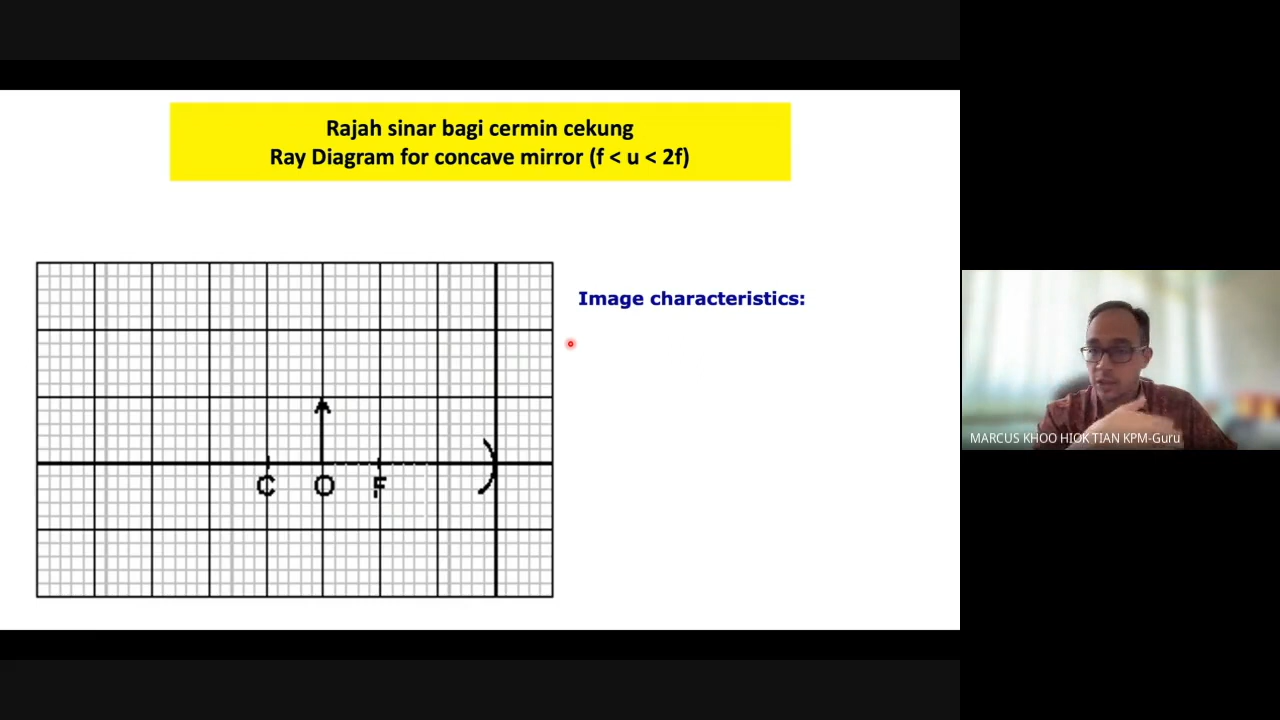 Rajah sinar bagi cermin cekung
Ray Diagram for concave mirror (f < u < 2f)
Image characteristics:
C O F
MARCUS KHOO HIOK TIAN KPM-Guru